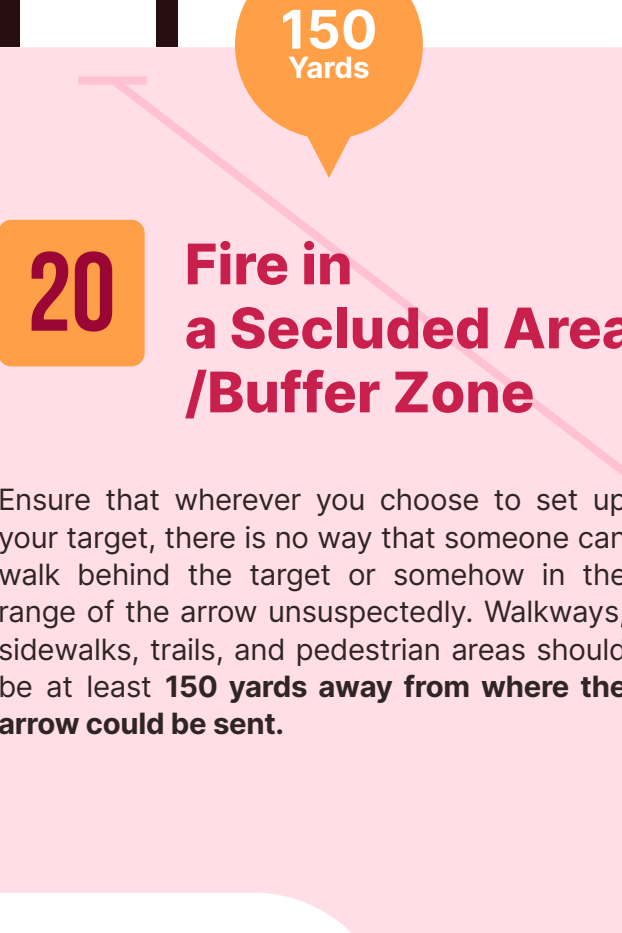 150
Yards
20
Fire in
a Secluded Area
/Buffer Zone
Ensure that wherever you choose to set up
your target, there is no way that someone can
walk behind the target or somehow in the
range of the arrow unsuspectedly. Walkways,
sidewalks, trails, and pedestrian areas should
be at least 150 yards away from where the
arrow could be sent.